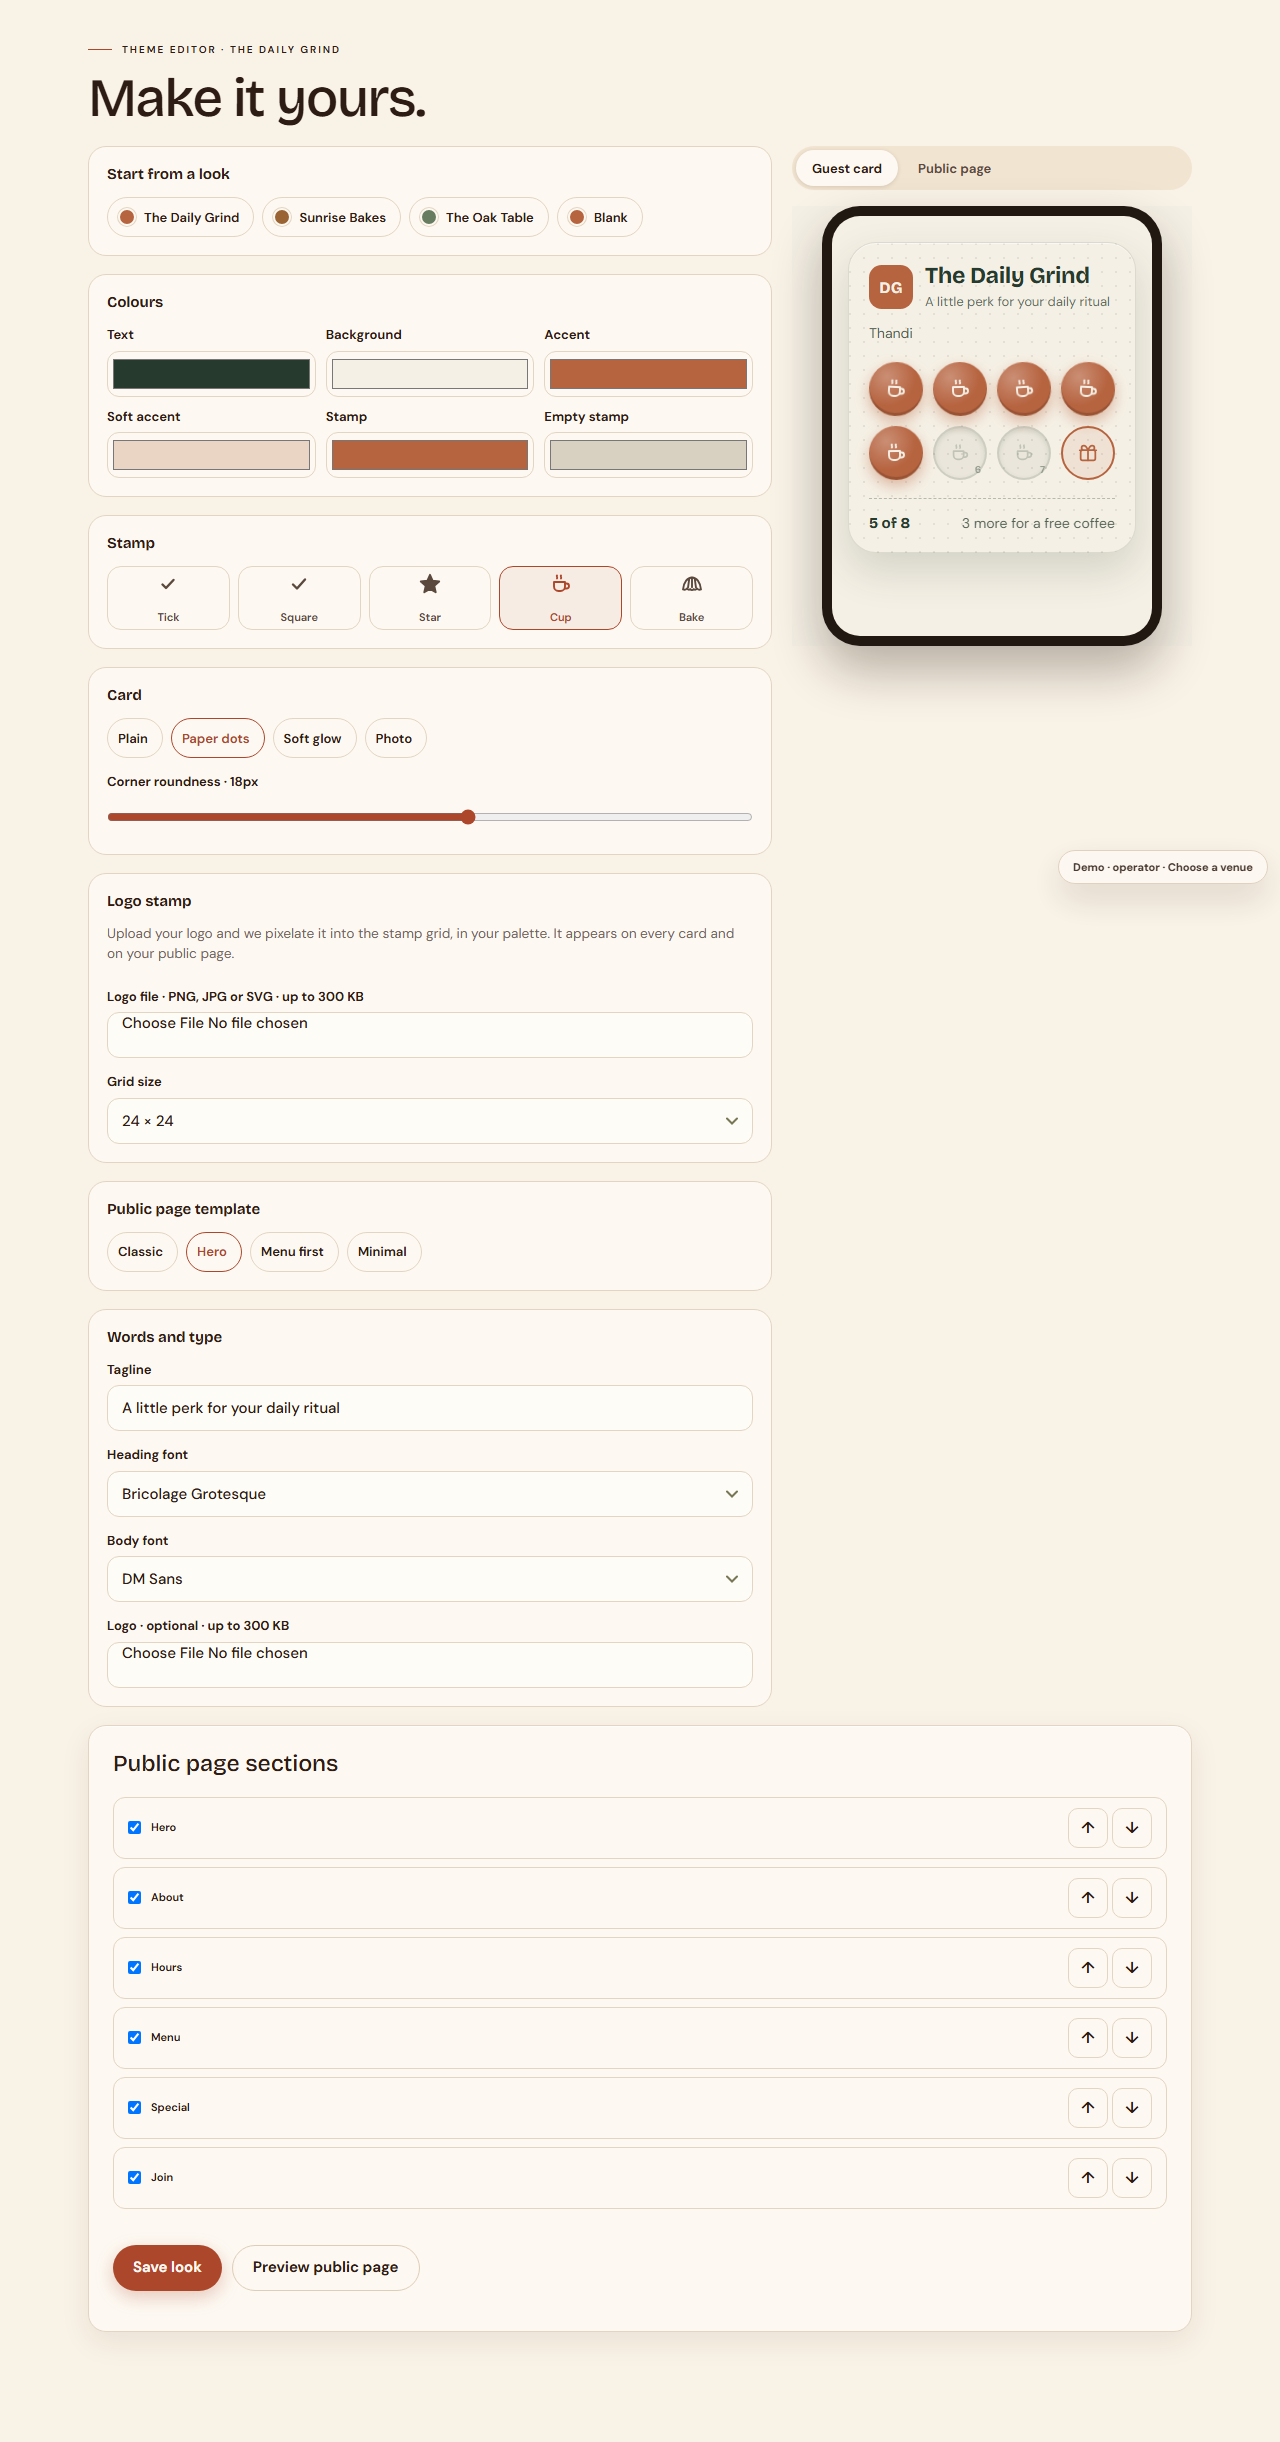 THEME EDITOR · THE DAILY GRIND
Make it yours.
Start from a look
The Daily Grind
Sunrise Bakes
The Oak Table
Blank
Colours
Text
Background
Accent
Soft accent
Stamp
Empty stamp
Stamp
Tick
Square
Star
Cup
Bake
Card
Plain
Paper dots
Soft glow
Photo
Corner roundness · 18px
Logo stamp
Upload your logo and we pixelate it into the stamp grid, in your palette. It appears on every card and
on your public page.
Logo file · PNG, JPG or SVG · up to 300 KB
Choose File No file chosen
Grid size
24 × 24
Public page template
Classic
Hero
Menu first
Minimal
Words and type
Tagline
A little perk for your daily ritual
Heading font
Bricolage Grotesque
Body font
DM Sans
Logo · optional · up to 300 KB
Choose File No file chosen
Guest card
Public page
DG
The Daily Grind
A little perk for your daily ritual
Thandi
6
7
5 of 8
3 more for a free coffee
Demo · operator · Choose a venue
Public page sections
Hero
About
Hours
Menu
Special
Join
Save look
Preview public page